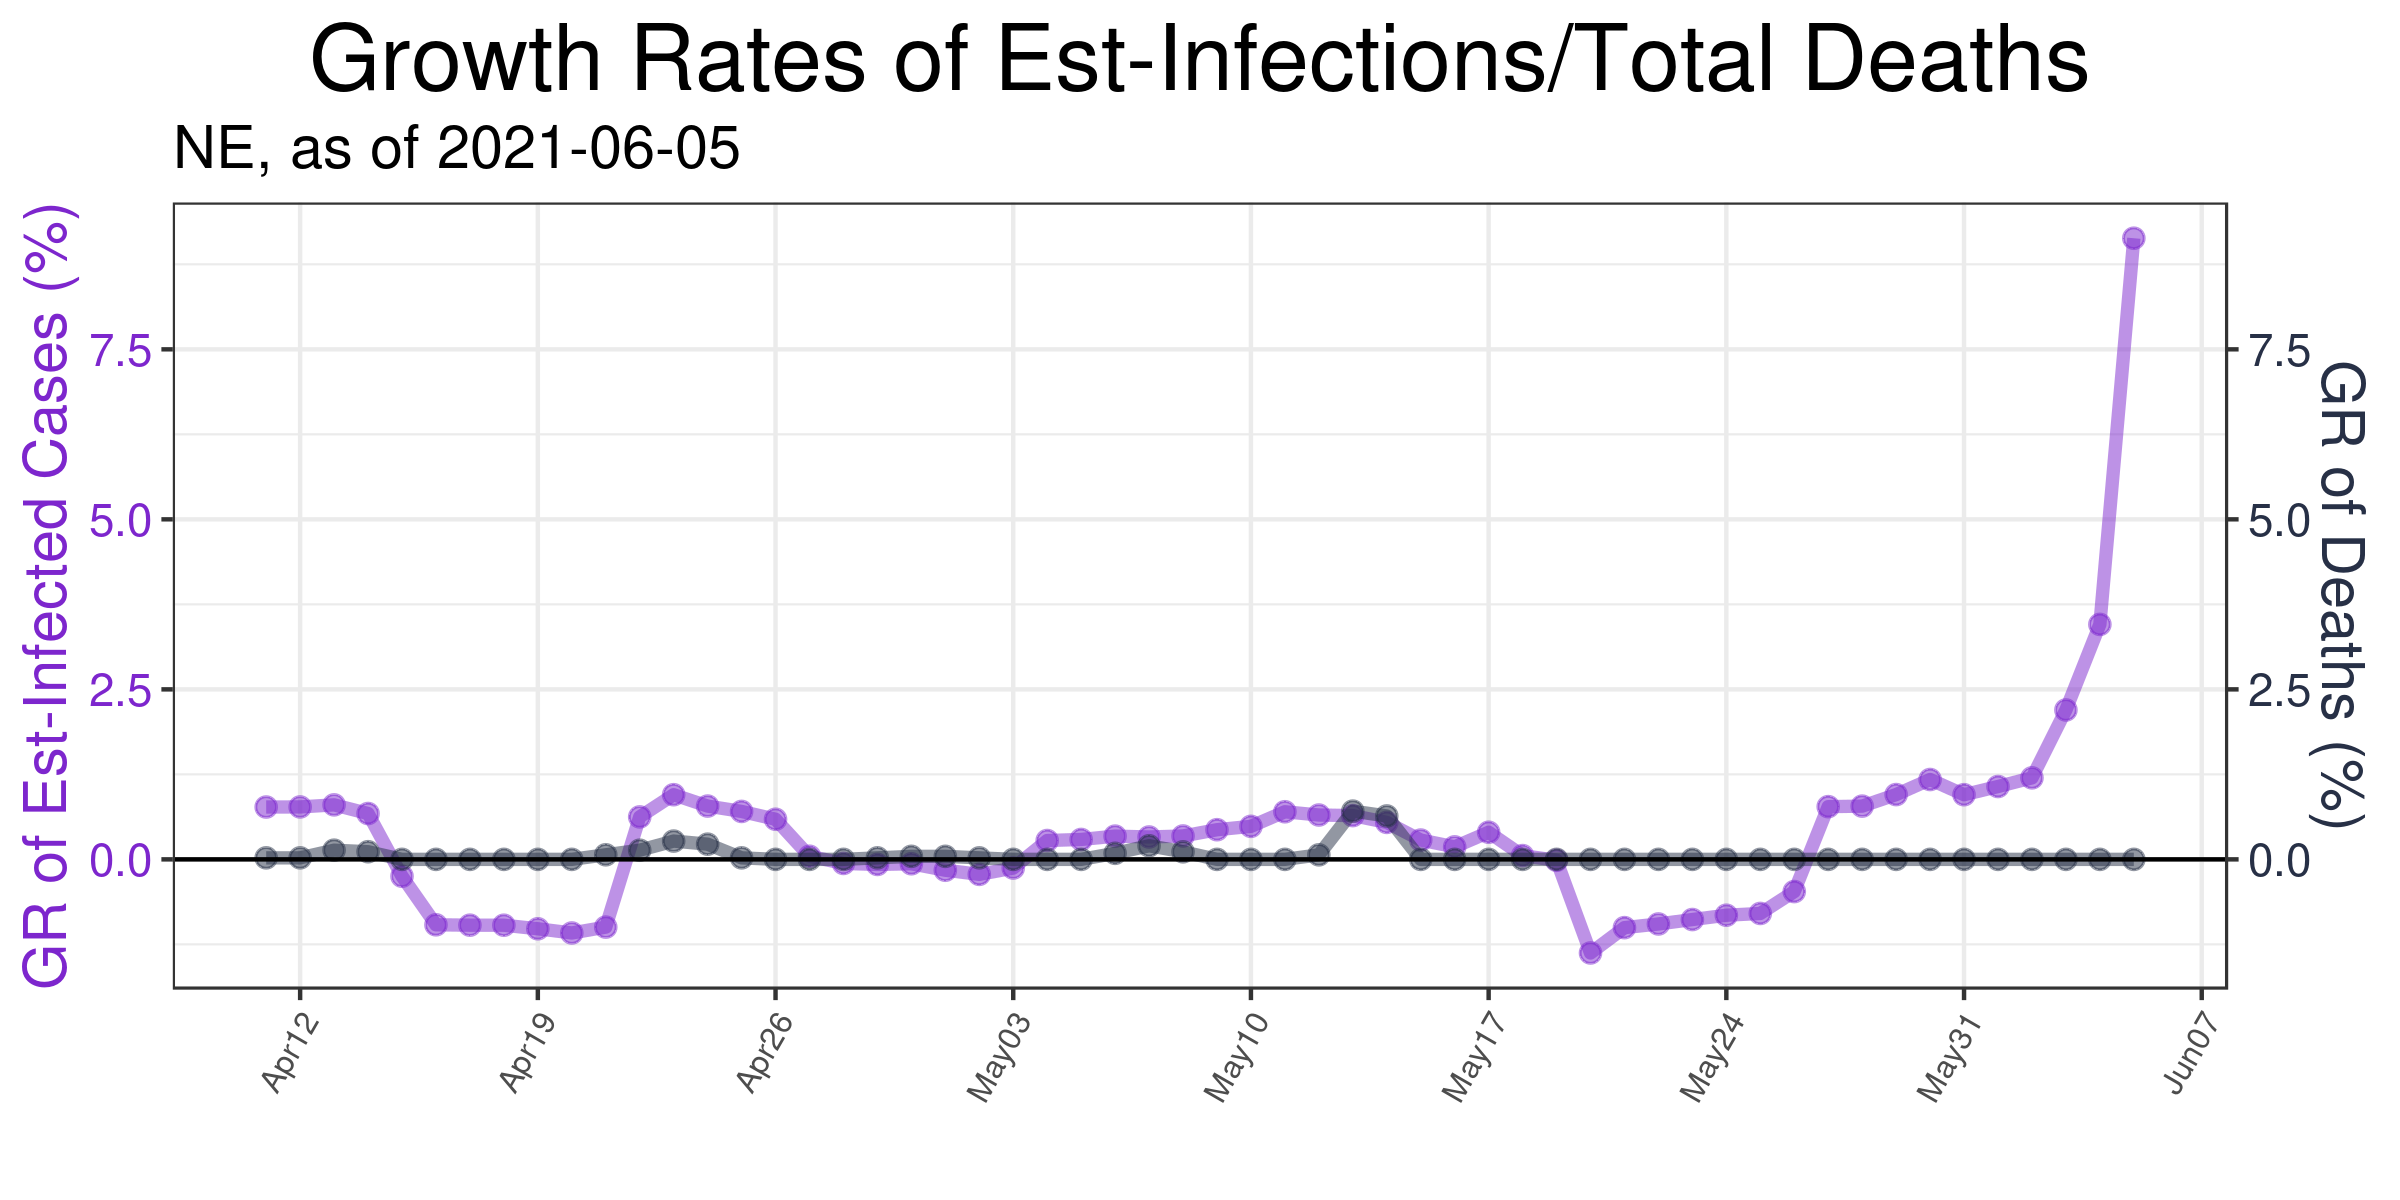 Growth Rates of Est-Infections/Total Deaths
NE, as of 2021-06-05
GR of Est-Infected Cases (%)
7.5
5.0
2.5
0.0
7.5
5.0
2.5
0.0
GR of Deaths (%)
Apr12
Apr19
Apr26
May03
May10
May17
May24
May31
Jun07